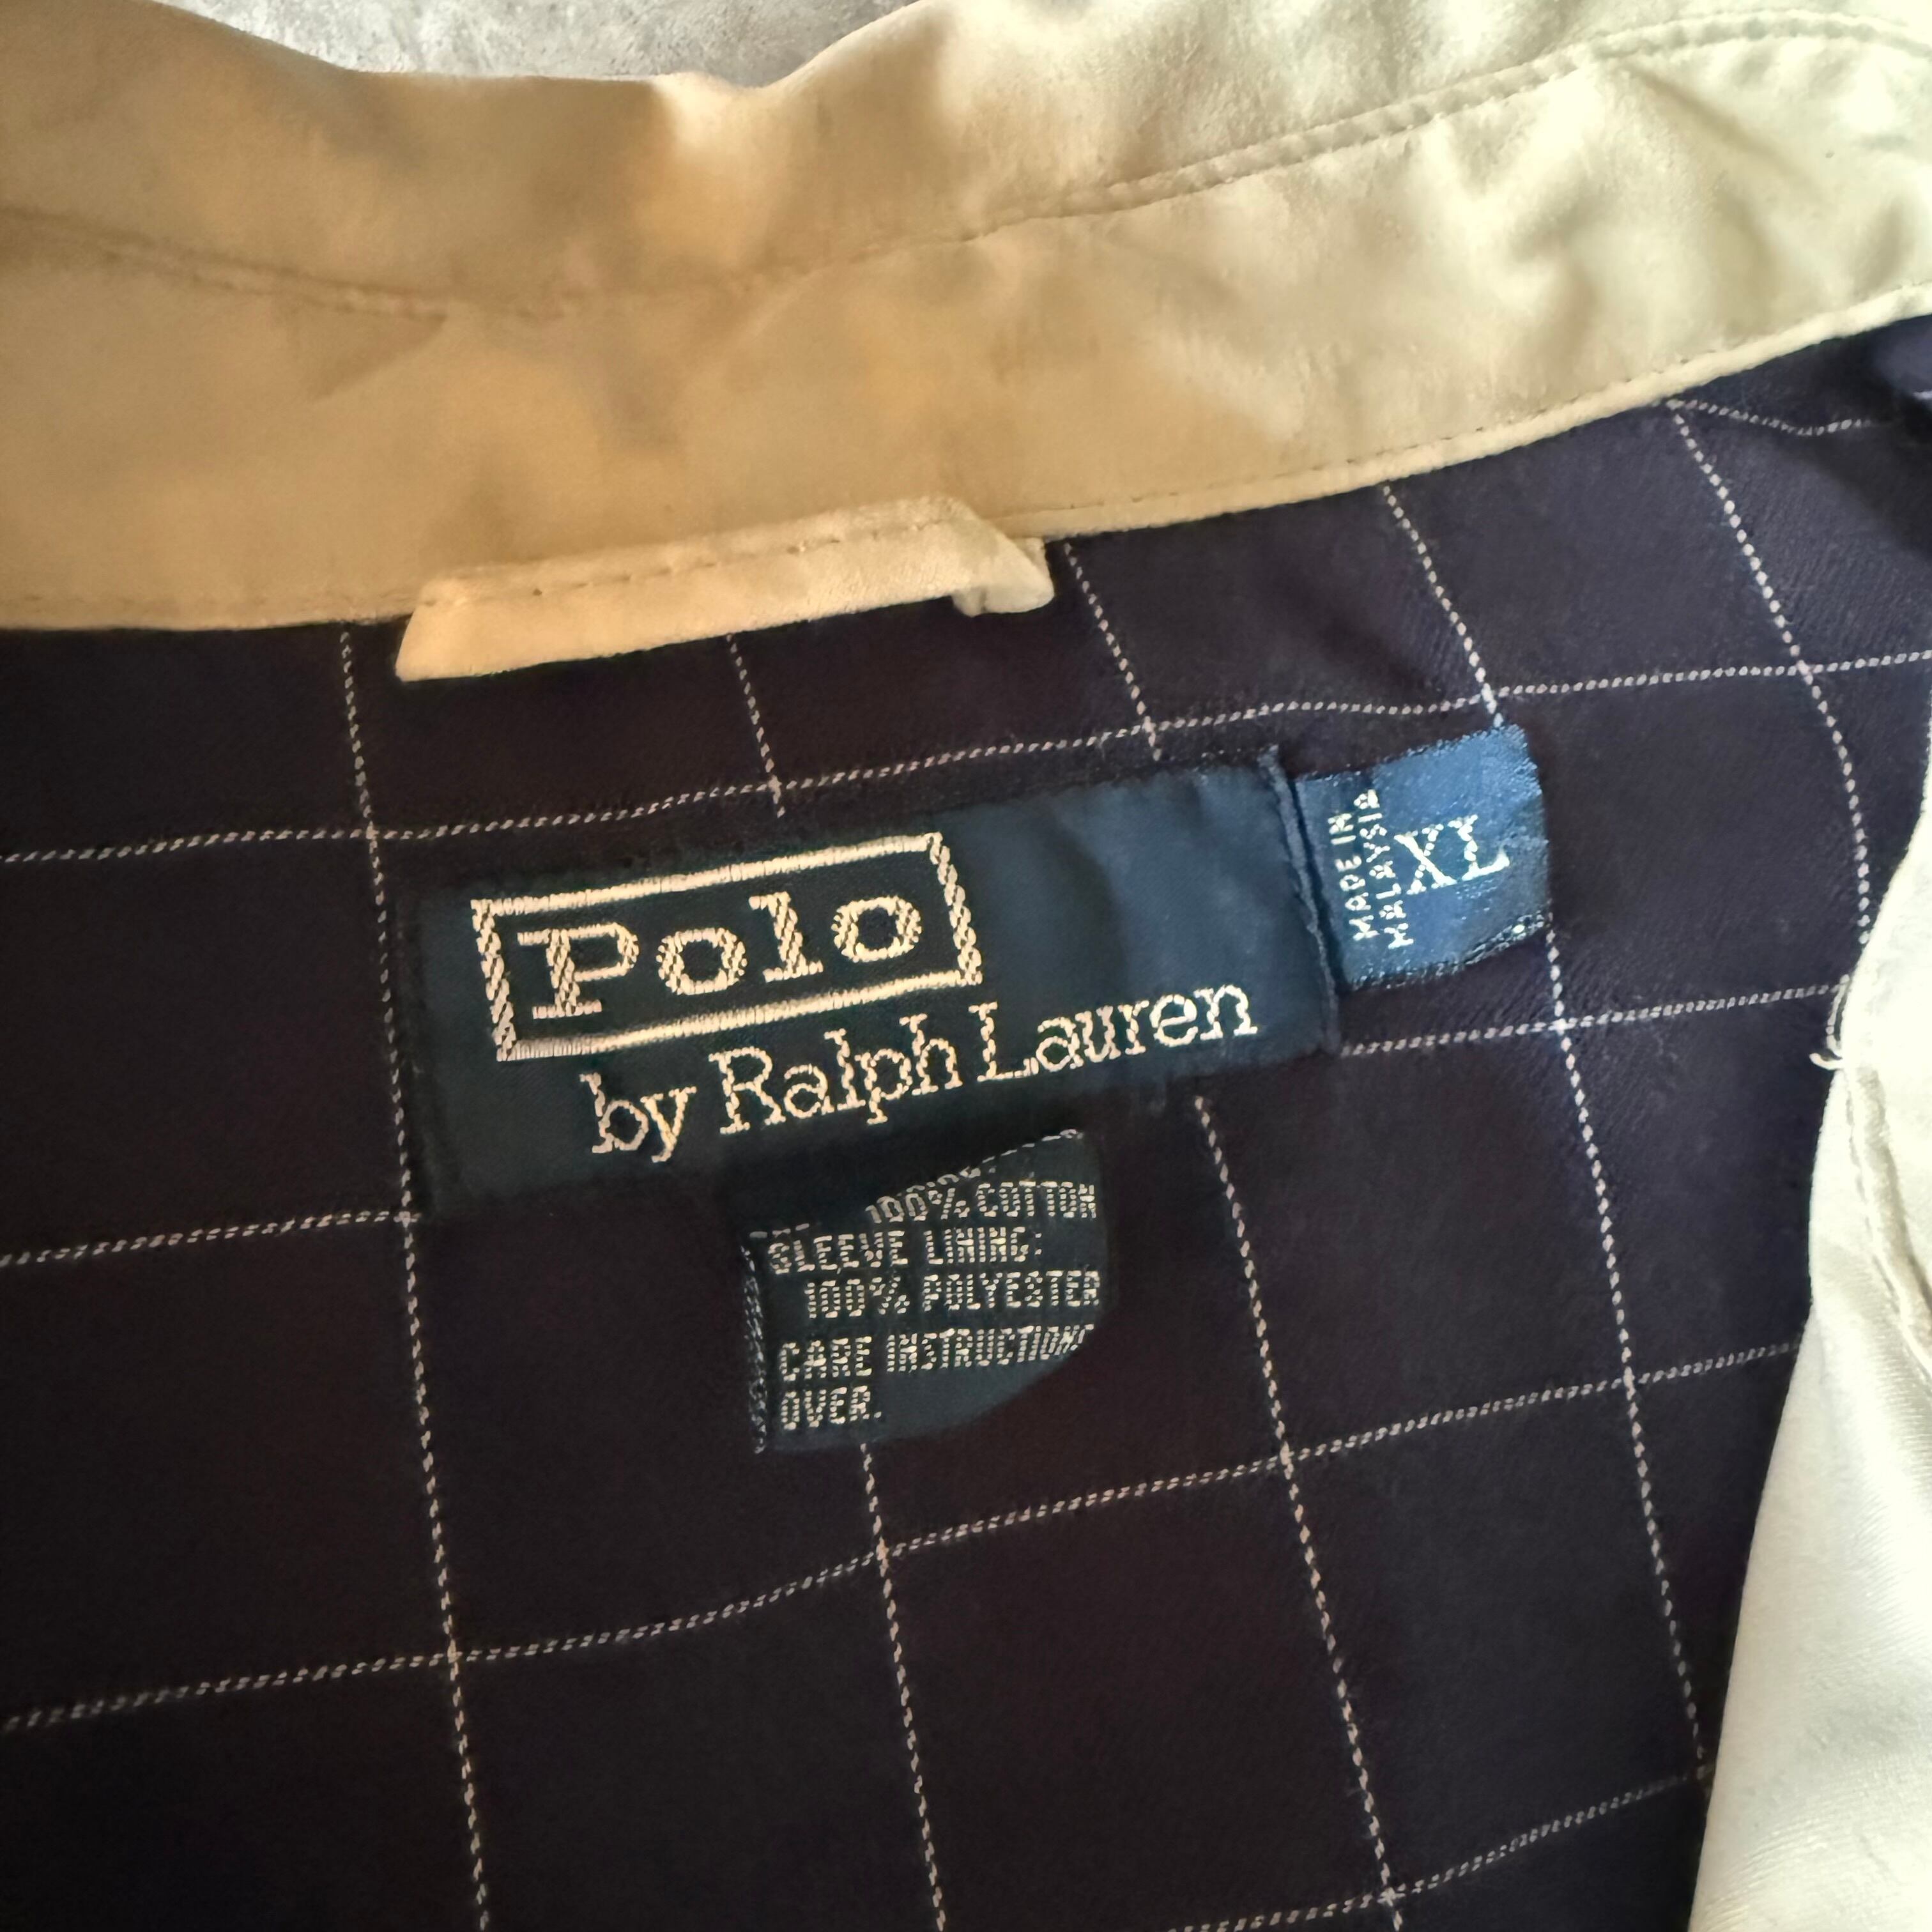 Polo
by Ralph Lauren
MADE IN
MALAYSIA
XL
100% COTTON
SLEEVE LINING:
100% POLYESTER
CARE INSTRUCTIONS
OVER.